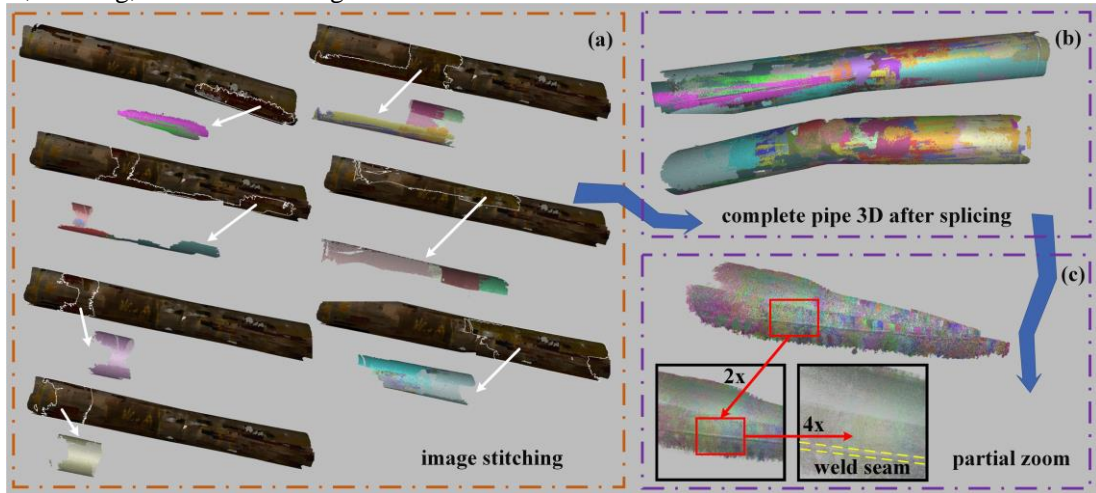 (a)
image stitching
(b)
complete pipe 3D after splicing
(c)
2x
4x
weld seam
partial zoom